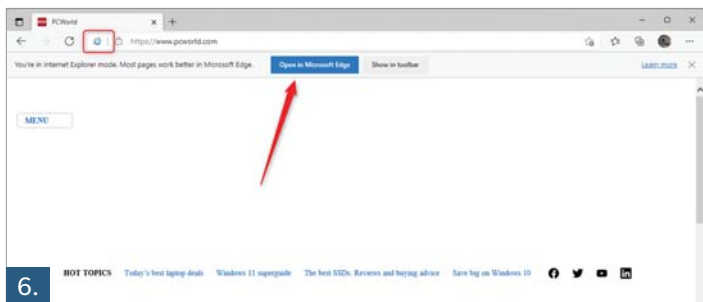 PCWorld
https://www.pcworld.com
You're in Internet Explorer mode. Most pages work better in Microsoft Edge. Open in Microsoft Edge Show in toolbar Learn more
MENU
HOT TOPICS Today's best laptop deals Windows 11 superguide The best SSDs: Reviews and buying advice Save big on Windows 10
6.